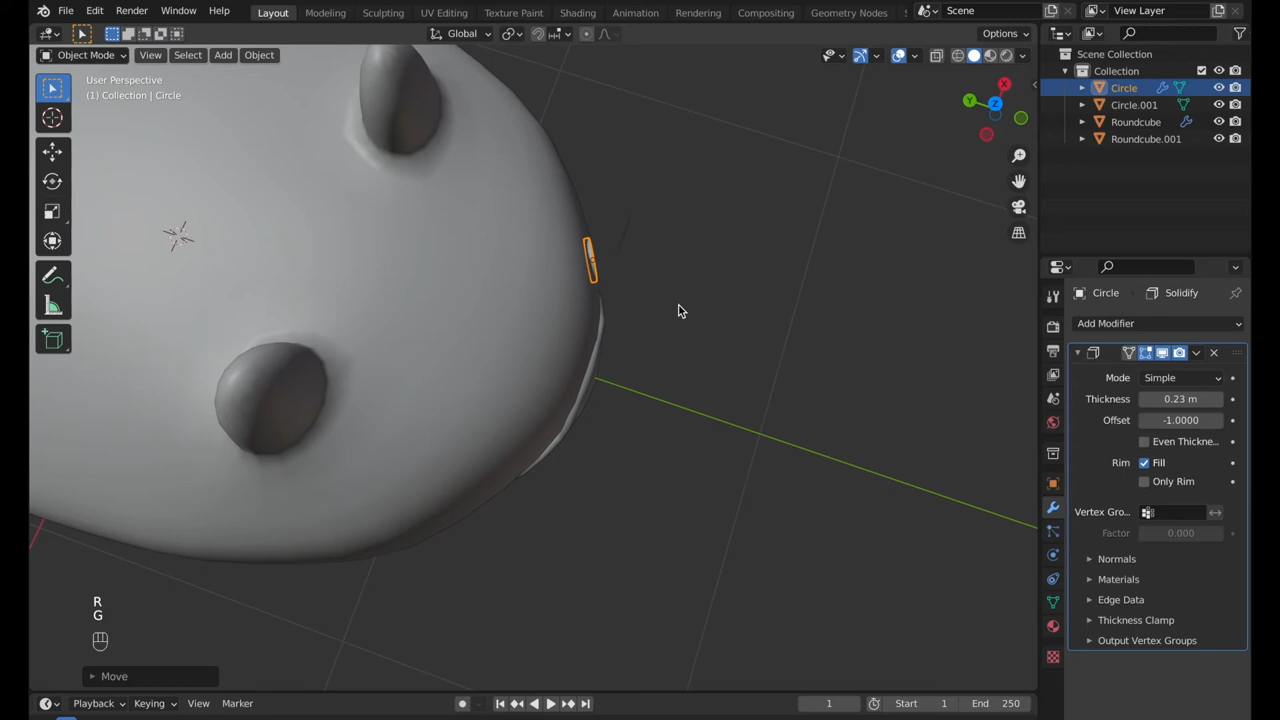 File Edit Render Window Help Layout Modeling Sculpting UV Editing Texture Paint Shading Animation Rendering Compositing Geometry Nodes Scene View Layer
Global Options
Object Mode View Select Add Object
User Perspective
(1) Collection | Circle
X
Y
Z
Scene Collection
Collection
Circle
Circle.001
Roundcube
Roundcube.001
Circle Solidify
Add Modifier
Mode Simple
Thickness 0.23 m
Offset -1.0000
Even Thickne...
Rim Fill
Only Rim
Vertex Gro...
Factor 0.000
Normals
Materials
Edge Data
Thickness Clamp
Output Vertex Groups
R
G
Move
Playback Keying View Marker 1 Start 1 End 250